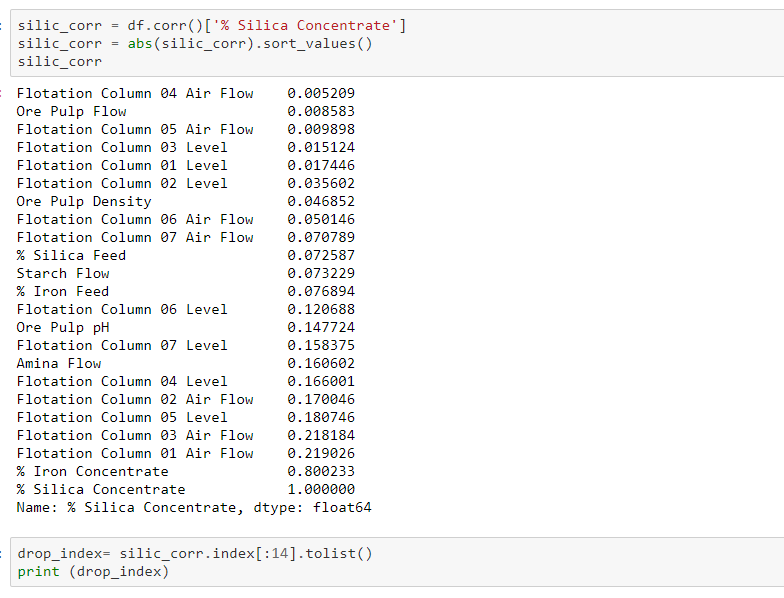 silic_corr = df.corr()['% Silica Concentrate']
silic_corr = abs(silic_corr).sort_values()
silic_corr
Flotation Column 04 Air Flow    0.005209
Ore Pulp Flow                   0.008583
Flotation Column 05 Air Flow    0.009898
Flotation Column 03 Level       0.015124
Flotation Column 01 Level       0.017446
Flotation Column 02 Level       0.035602
Ore Pulp Density                0.046852
Flotation Column 06 Air Flow    0.050146
Flotation Column 07 Air Flow    0.070789
% Silica Feed                   0.072587
Starch Flow                     0.073229
% Iron Feed                     0.076894
Flotation Column 06 Level       0.120688
Ore Pulp pH                     0.147724
Flotation Column 07 Level       0.158375
Amina Flow                      0.160602
Flotation Column 04 Level       0.166001
Flotation Column 02 Air Flow    0.170046
Flotation Column 05 Level       0.180746
Flotation Column 03 Air Flow    0.218184
Flotation Column 01 Air Flow    0.219026
% Iron Concentrate              0.800233
% Silica Concentrate            1.000000
Name: % Silica Concentrate, dtype: float64
drop_index= silic_corr.index[:14].tolist()
print (drop_index)